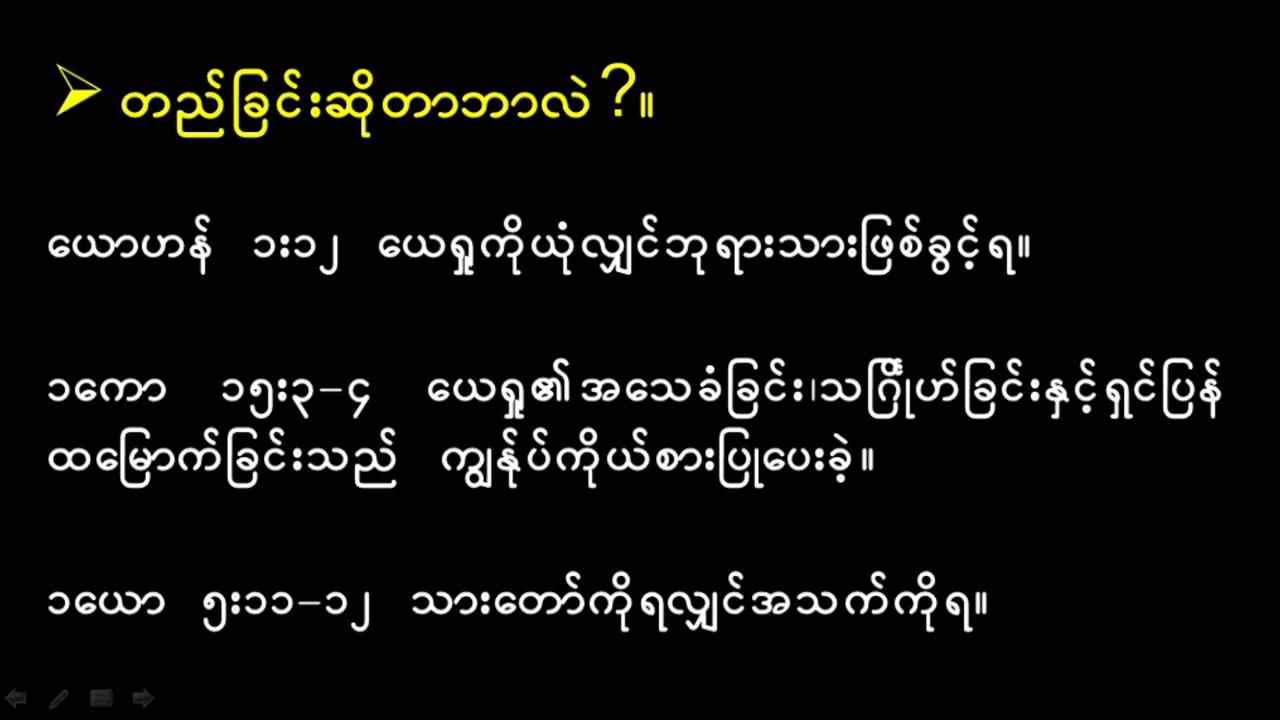 ➢ တည်ခြင်းဆိုတာဘာလဲ ?။
ယောဟန် ၁း၁၂ ယေရှုကိုယုံလျှင်ဘုရားသားဖြစ်ခွင့်ရ။
၁ကော ၁၅း၃-၄ ယေရှု၏အသေခံခြင်း၊သင်္ဂြိုဟ်ခြင်းနှင့်ရှင်ပြန်
ထမြောက်ခြင်းသည် ကျွန်ုပ်ကိုယ်စားပြုပေးခဲ့။
၁ယော ၅း၁၁-၁၂ သားတော်ကိုရလျှင်အသက်ကိုရ။